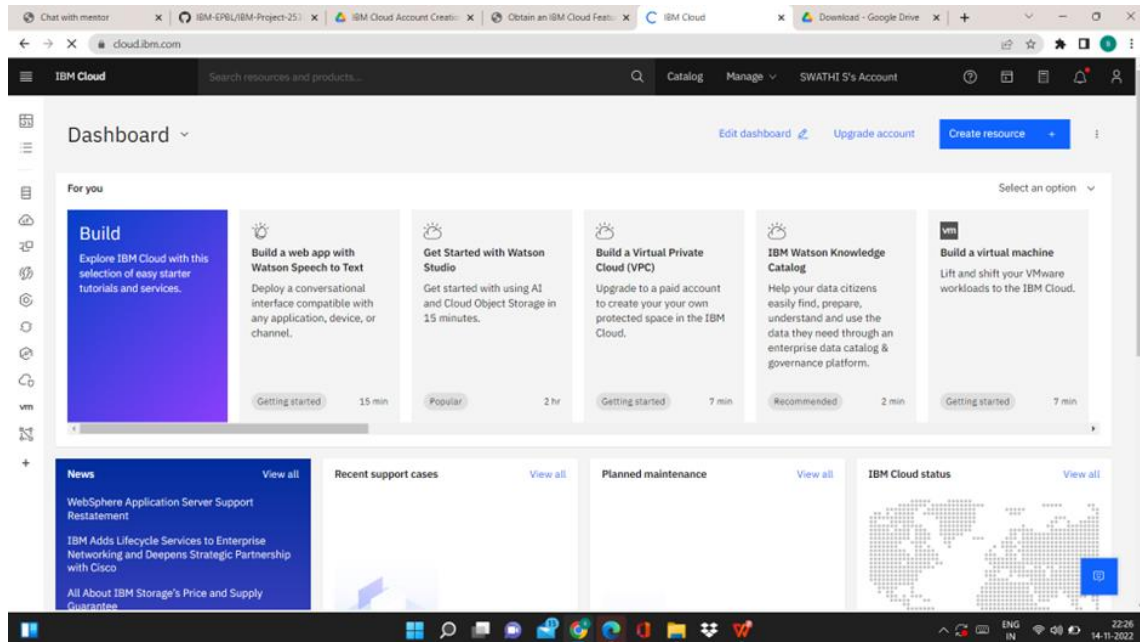 Chat with mentor
IBM-EPBL/IBM-Project-253
IBM Cloud Account Creatio
Obtain an IBM Cloud Featu
IBM Cloud
Download - Google Drive
cloud.ibm.com
IBM Cloud
Search resources and products...
Catalog
Manage
SWATHI S's Account
Dashboard
Edit dashboard
Upgrade account
Create resource +
For you
Select an option
Build
Explore IBM Cloud with this
selection of easy starter
tutorials and services.
Build a web app with
Watson Speech to Text
Deploy a conversational
interface compatible with
any application, device, or
channel.
Getting started
15 min
Get Started with Watson
Studio
Get started with using AI
and Cloud Object Storage in
15 minutes.
Popular
2 hr
Build a Virtual Private
Cloud (VPC)
Upgrade to a paid account
to create your your own
protected space in the IBM
Cloud.
Getting started
7 min
IBM Watson Knowledge
Catalog
Help your data citizens
easily find, prepare,
understand and use the
data they need through an
enterprise data catalog &
governance platform.
Recommended
2 min
vm
Build a virtual machine
Lift and shift your VMware
workloads to the IBM Cloud.
Getting started
7 min
vm
News
View all
WebSphere Application Server Support
Restatement
IBM Adds Lifecycle Services to Enterprise
Networking and Deepens Strategic Partnership
with Cisco
All About IBM Storage's Price and Supply
Guarantee
Recent support cases
View all
Planned maintenance
View all
IBM Cloud status
View all
ENG
IN
22:26
14-11-2022